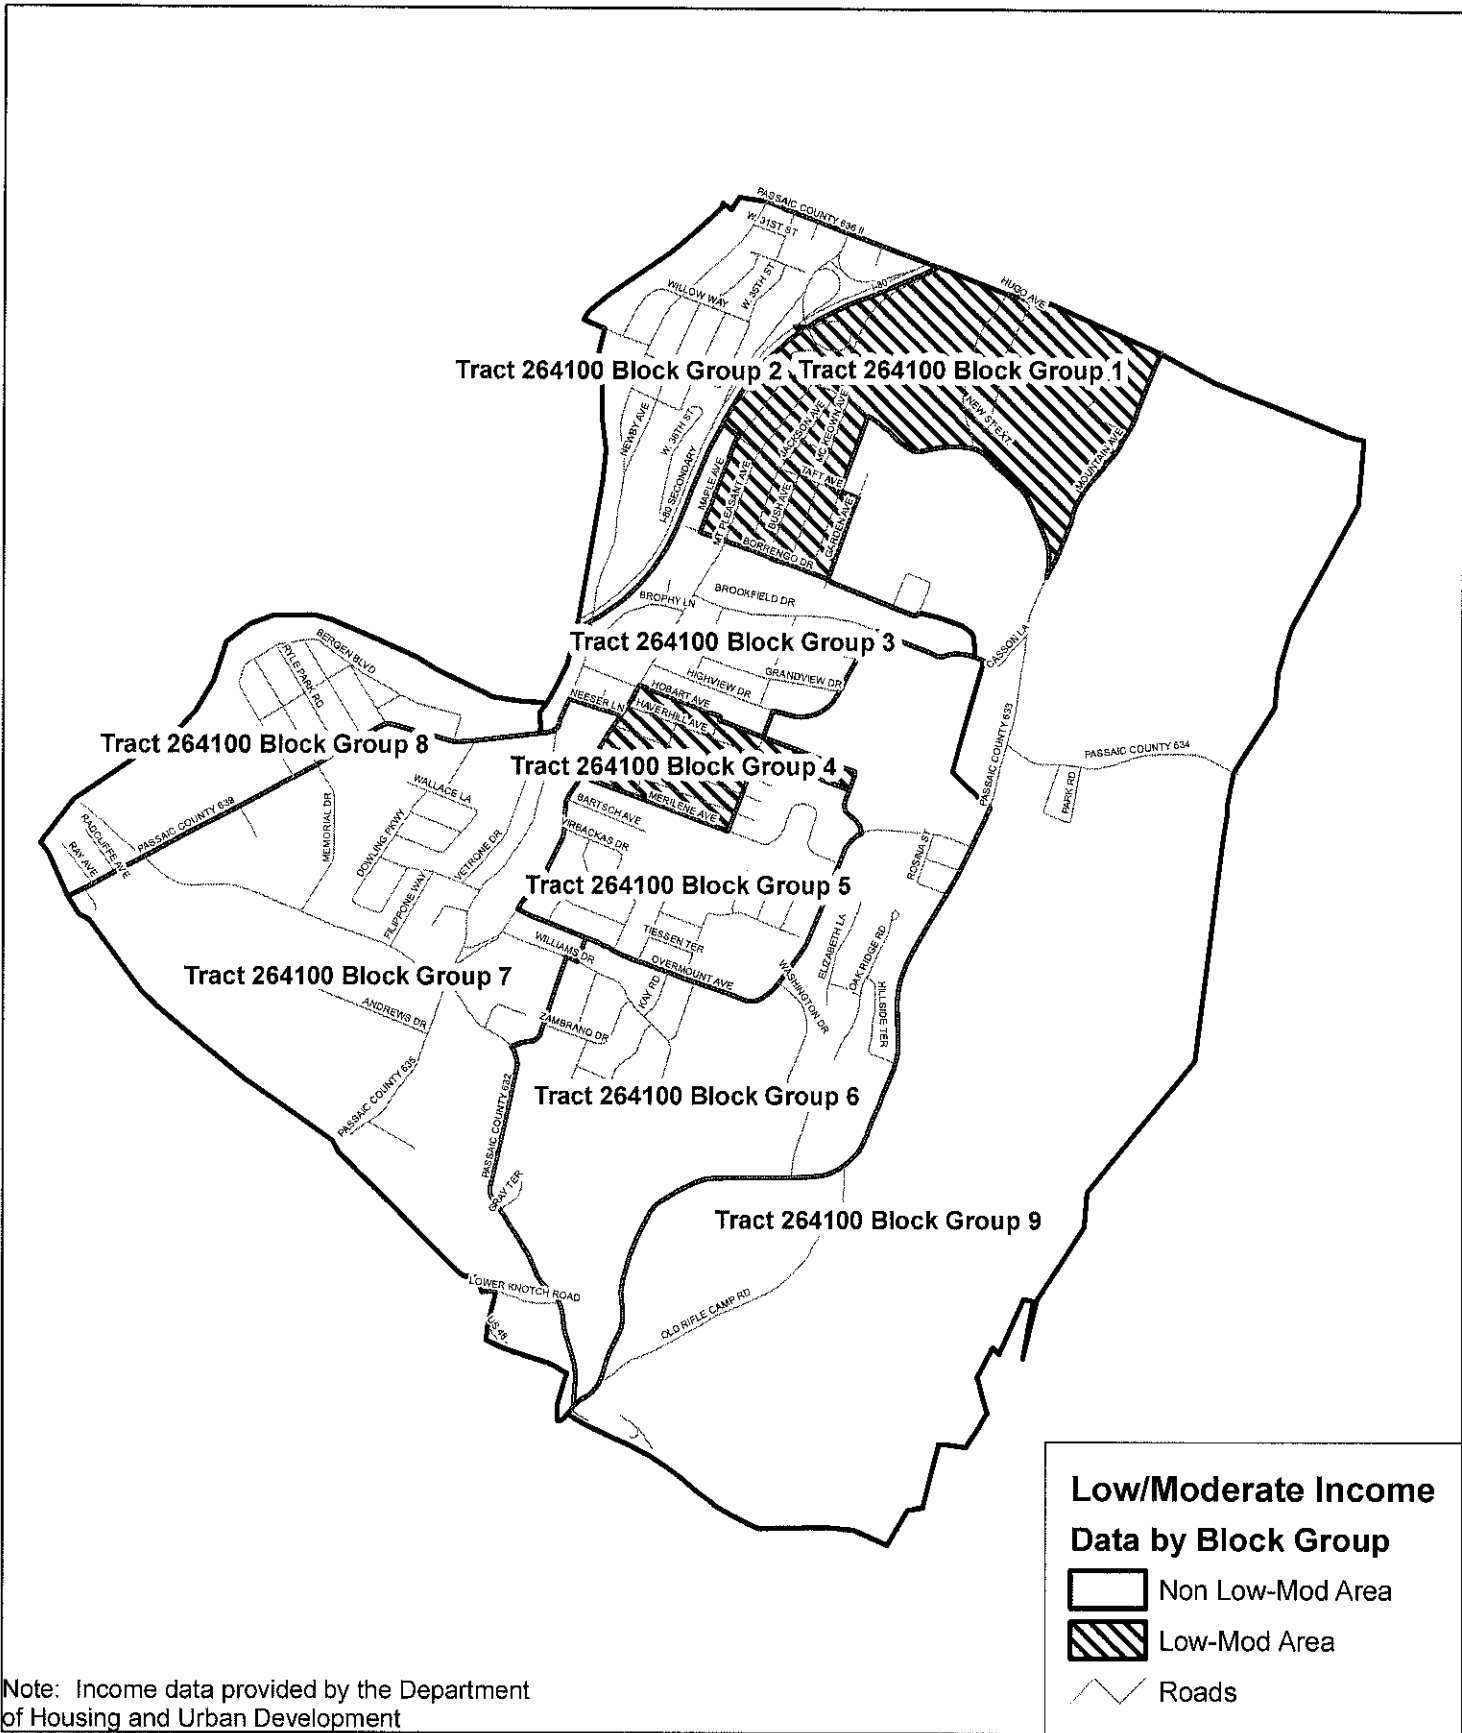 PASSAIC COUNTY 636 II
W. 31ST ST
WILLOW WAY
W. 35TH ST
I-80
HUGO AVE
Tract 264100 Block Group 2
Tract 264100 Block Group 1
NEWBY AVE
W. 36TH ST
I-80 SECONDARY
MAPLE AVE
MT PLEASANT AVE
JACKSON AVE
MC KEOWN AVE
BUSH AVE
TAFT AVE
GARDEN AVE
NEW ST EXT
MOUNTAIN AVE
BORRENGO DR
BROPHY LN
BROOKFIELD DR
Tract 264100 Block Group 3
CASSON LA
BERGEN BLVD
RYLE PARK RD
HIGHVIEW DR
GRANDVIEW DR
NEESER LN
HOBART AVE
HAVERHILL AVE
PASSAIC COUNTY 633
PASSAIC COUNTY 634
PARK RD
Tract 264100 Block Group 8
Tract 264100 Block Group 4
WALLACE LA
BARTSCH AVE
MERILENE AVE
VIRBACKAS DR
RADCLIFFE AVE
RAY AVE
PASSAIC COUNTY 639
MEMORIAL DR
DOWLING PKWY
VETRONE DR
FILIPPONE WAY
ROSINA ST
Tract 264100 Block Group 5
WILLIAMS DR
TIESSEN TER
OVERMOUNT AVE
KAY RD
WASHINGTON DR
ELIZABETH LA
OAK RIDGE RD
HILLSIDE TER
Tract 264100 Block Group 7
ANDREWS DR
ZAMBRANO DR
PASSAIC COUNTY 635
PASSAIC COUNTY 632
Tract 264100 Block Group 6
GRAY TER
Tract 264100 Block Group 9
LOWER KNOTCH ROAD
US 46
OLD RIFLE CAMP RD
Low/Moderate Income
Data by Block Group
Non Low-Mod Area
Low-Mod Area
Roads
Note: Income data provided by the Department
of Housing and Urban Development